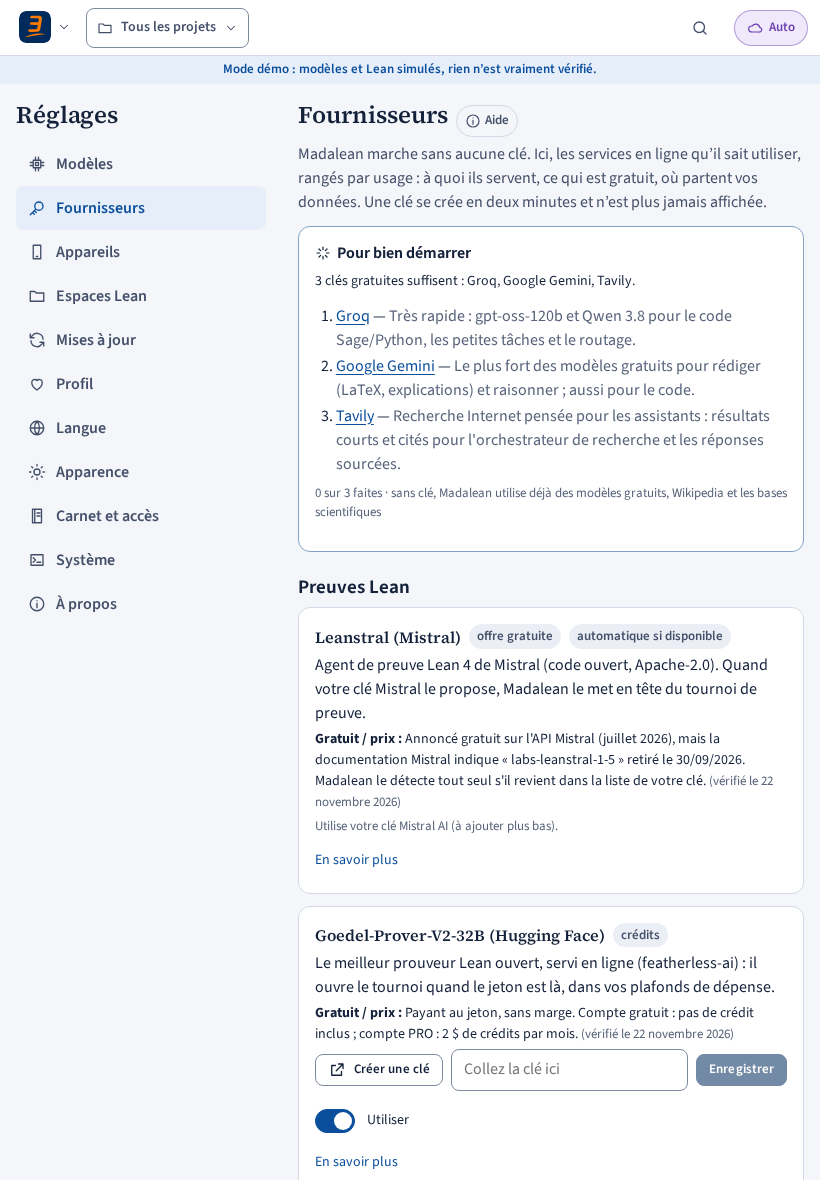 Tous les projets
Auto
Mode démo : modèles et Lean simulés, rien n’est vraiment vérifié.
Réglages
Modèles
Fournisseurs
Appareils
Espaces Lean
Mises à jour
Profil
Langue
Apparence
Carnet et accès
Système
À propos
Fournisseurs
Aide
Madalean marche sans aucune clé. Ici, les services en ligne qu’il sait utiliser,
rangés par usage : à quoi ils servent, ce qui est gratuit, où partent vos
données. Une clé se crée en deux minutes et n’est plus jamais affichée.
Pour bien démarrer
3 clés gratuites suffisent : Groq, Google Gemini, Tavily.
1. Groq — Très rapide : gpt-oss-120b et Qwen 3.8 pour le code
Sage/Python, les petites tâches et le routage.
2. Google Gemini — Le plus fort des modèles gratuits pour rédiger
(LaTeX, explications) et raisonner ; aussi pour le code.
3. Tavily — Recherche Internet pensée pour les assistants : résultats
courts et cités pour l'orchestrateur de recherche et les réponses
sourcées.
0 sur 3 faites · sans clé, Madalean utilise déjà des modèles gratuits, Wikipedia et les bases
scientifiques
Preuves Lean
Leanstral (Mistral) offre gratuite automatique si disponible
Agent de preuve Lean 4 de Mistral (code ouvert, Apache-2.0). Quand
votre clé Mistral le propose, Madalean le met en tête du tournoi de
preuve.
Gratuit / prix : Annoncé gratuit sur l'API Mistral (juillet 2026), mais la
documentation Mistral indique « labs-leanstral-1-5 » retiré le 30/09/2026.
Madalean le détecte tout seul s'il revient dans la liste de votre clé. (vérifié le 22
novembre 2026)
Utilise votre clé Mistral AI (à ajouter plus bas).
En savoir plus
Goedel-Prover-V2-32B (Hugging Face) crédits
Le meilleur prouveur Lean ouvert, servi en ligne (featherless-ai) : il
ouvre le tournoi quand le jeton est là, dans vos plafonds de dépense.
Gratuit / prix : Payant au jeton, sans marge. Compte gratuit : pas de crédit
inclus ; compte PRO : 2 $ de crédits par mois. (vérifié le 22 novembre 2026)
Créer une clé
Collez la clé ici
Enregistrer
Utiliser
En savoir plus